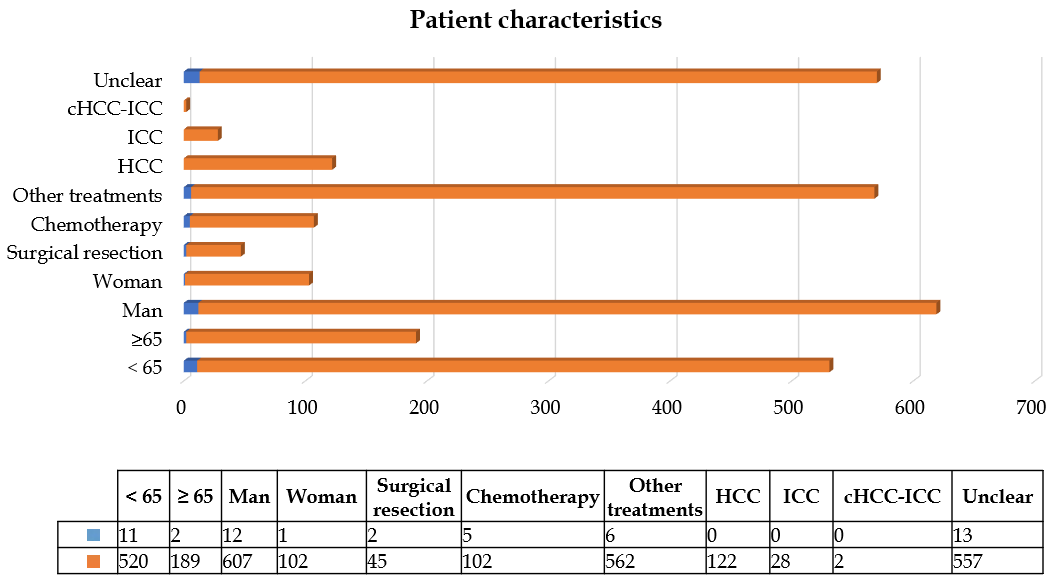 Patient characteristics
Unclear
cHCC-ICC
ICC
HCC
Other treatments
Chemotherapy
Surgical resection
Woman
Man
≥65
< 65
0 100 200 300 400 500 600 700
< 65 ≥ 65 Man Woman Surgical resection Chemotherapy Other treatments HCC ICC cHCC-ICC Unclear
11 2 12 1 2 5 6 0 0 0 13
520 189 607 102 45 102 562 122 28 2 557